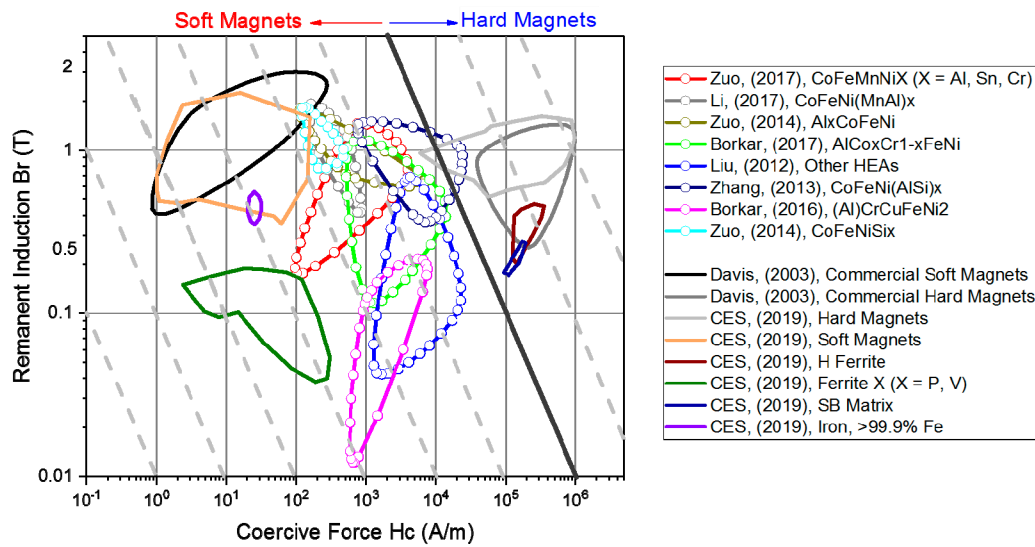 Soft Magnets
Hard Magnets
Remanent Induction Br (T)
2
1
0.5
0.1
0.01
10^-1
10^0
10^1
10^2
10^3
10^4
10^5
10^6
Coercive Force Hc (A/m)
Zuo, (2017), CoFeMnNiX (X = Al, Sn, Cr)
Li, (2017), CoFeNi(MnAl)x
Zuo, (2014), AlxCoFeNi
Borkar, (2017), AlCoxCr1-xFeNi
Liu, (2012), Other HEAs
Zhang, (2013), CoFeNi(AlSi)x
Borkar, (2016), (Al)CrCuFeNi2
Zuo, (2014), CoFeNiSix
Davis, (2003), Commercial Soft Magnets
Davis, (2003), Commercial Hard Magnets
CES, (2019), Hard Magnets
CES, (2019), Soft Magnets
CES, (2019), H Ferrite
CES, (2019), Ferrite X (X = P, V)
CES, (2019), SB Matrix
CES, (2019), Iron, >99.9% Fe